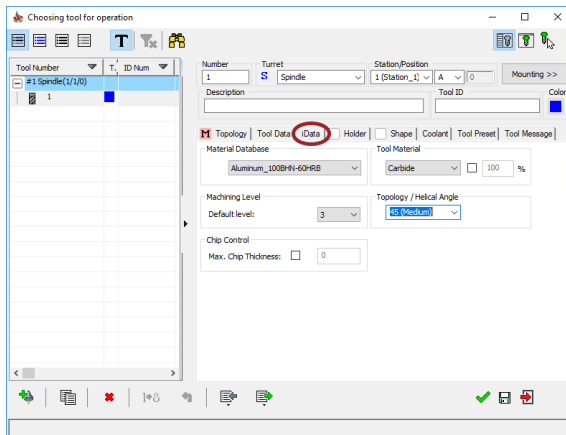 Choosing tool for operation
T
Tool Number T. ID Num
#1 Spindle(1/1/0)
1
Number Turret Station/Position
1 S Spindle 1 (Station_1) A 0 Mounting >>
Description Tool ID Color
M Topology Tool Data iData Holder Shape Coolant Tool Preset Tool Message
Material Database Tool Material
Aluminum_100BHN-60HRB Carbide 100 %
Machining Level Topology / Helical Angle
Default level: 3 45 (Medium)
Chip Control
Max. Chip Thickness: 0